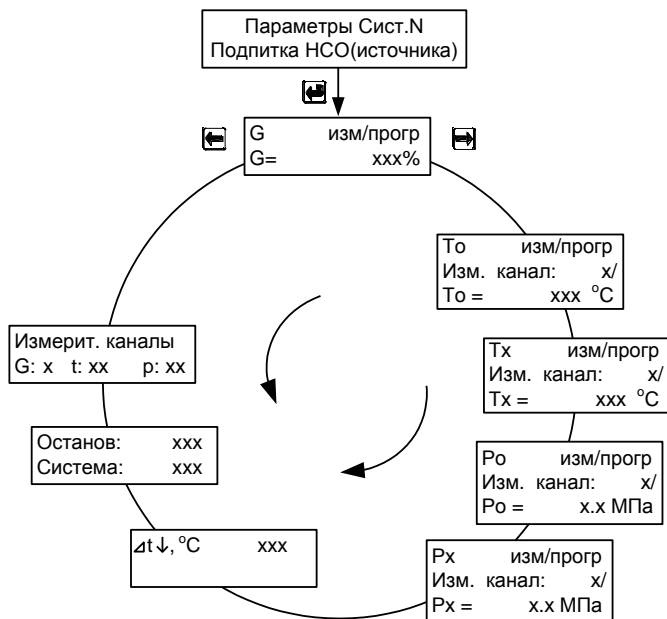 Параметры Сист.N
Подпитка НСО(источника)
G изм/прогр
G= xxx%
To изм/прогр
Изм. канал: x/
To = xxx °C
Tx изм/прогр
Изм. канал: x/
Tx = xxx °C
Po изм/прогр
Изм. канал: x/
Po = x.x МПа
Px изм/прогр
Изм. канал: x/
Px = x.x МПа
⊿t↓, °C xxx
Останов: xxx
Система: xxx
Измерит. каналы
G: x t: xx p: xx